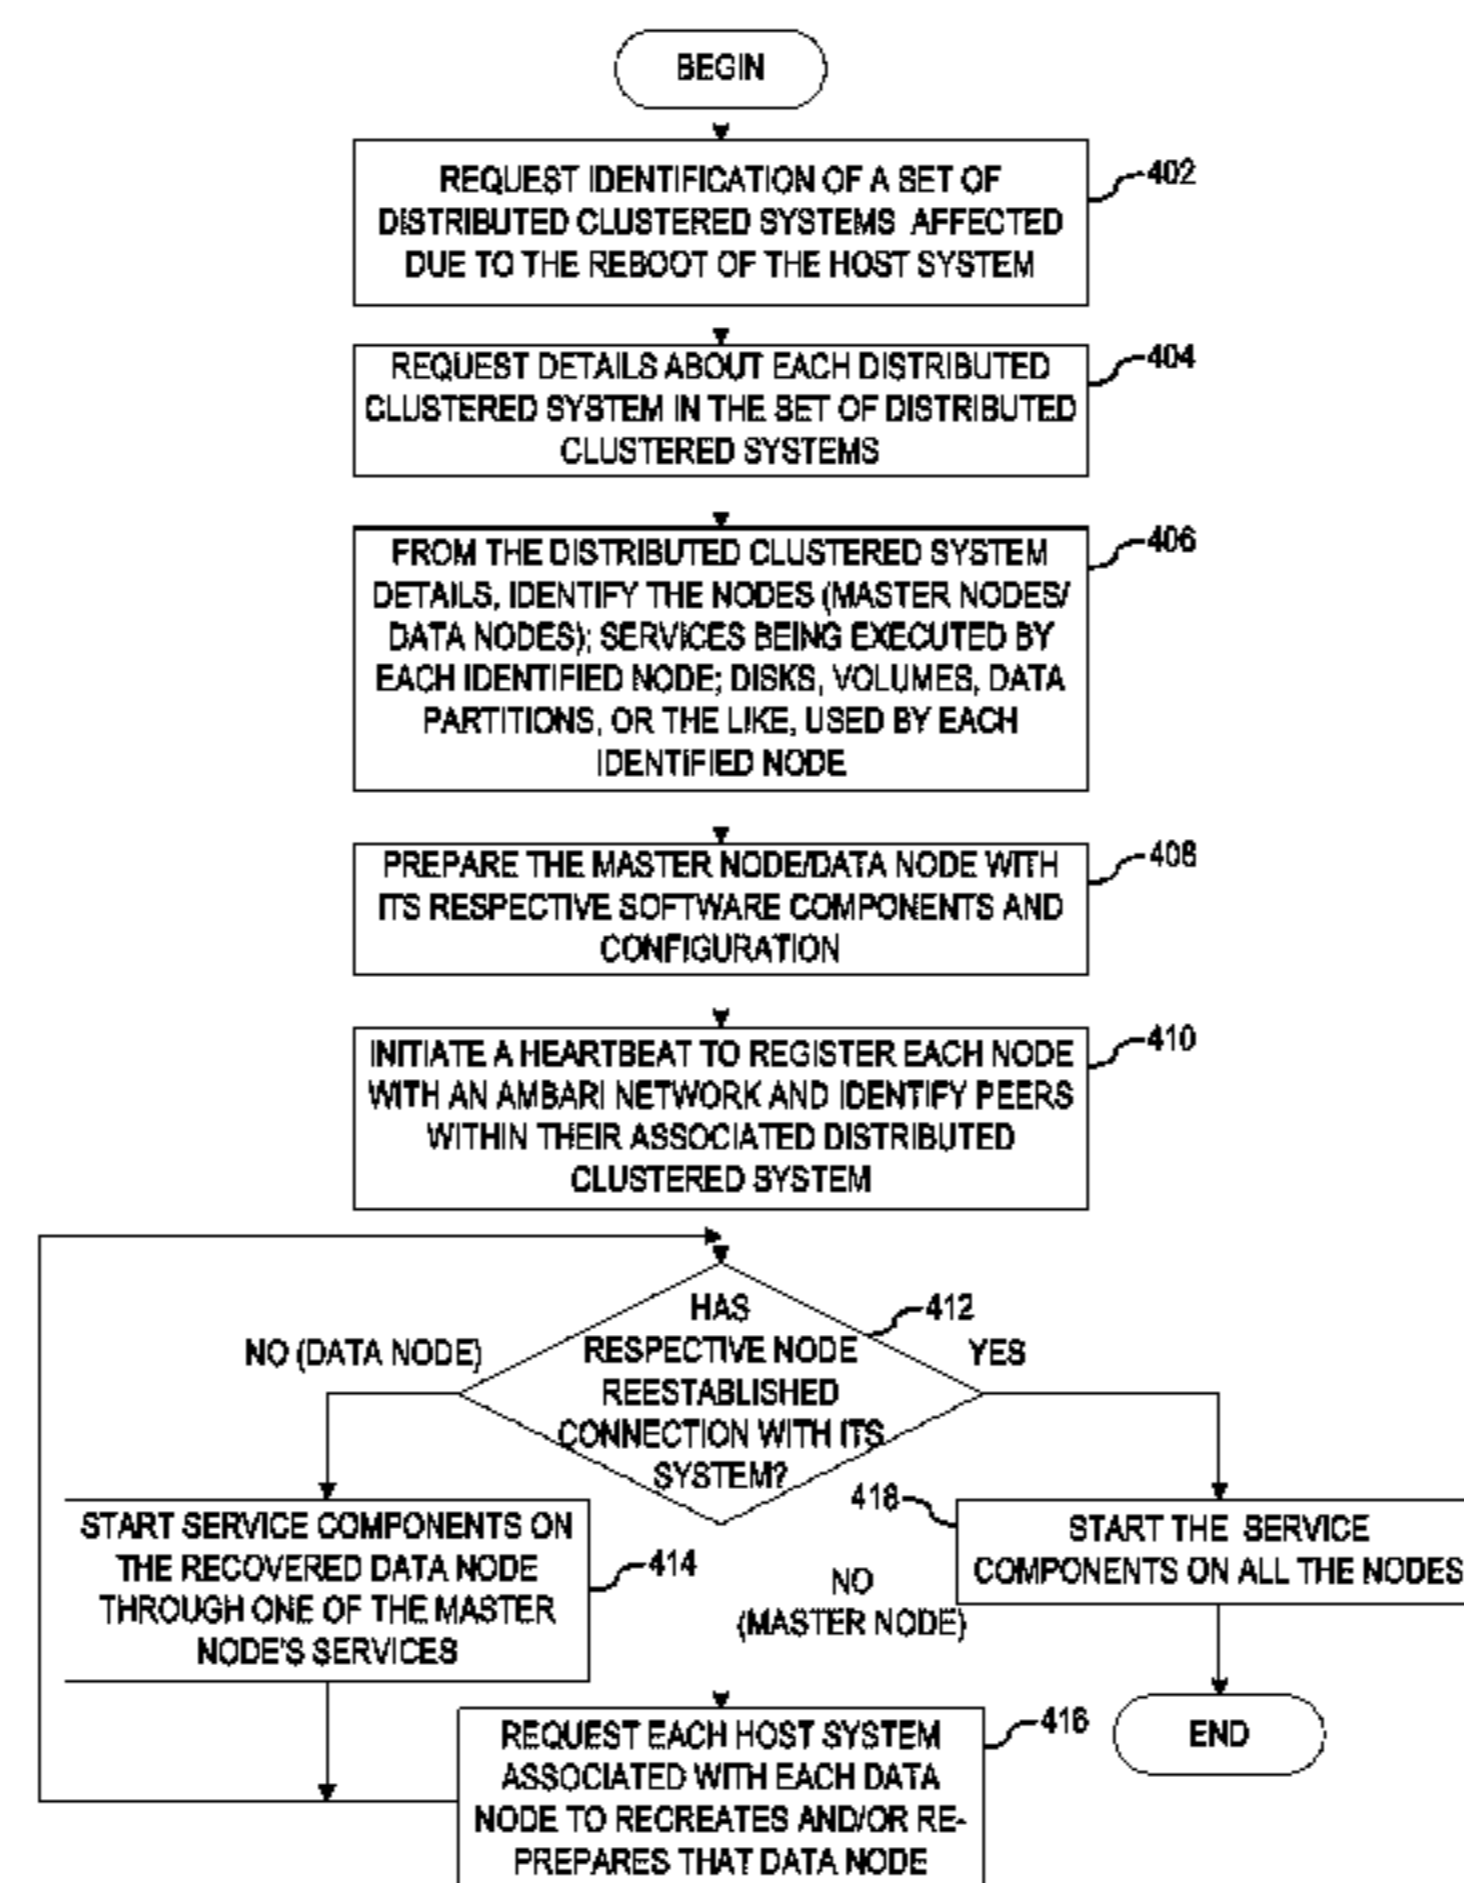 BEGIN
REQUEST IDENTIFICATION OF A SET OF
DISTRIBUTED CLUSTERED SYSTEMS AFFECTED
DUE TO THE REBOOT OF THE HOST SYSTEM
402
REQUEST DETAILS ABOUT EACH DISTRIBUTED
CLUSTERED SYSTEM IN THE SET OF DISTRIBUTED
CLUSTERED SYSTEMS
404
FROM THE DISTRIBUTED CLUSTERED SYSTEM
DETAILS, IDENTIFY THE NODES (MASTER NODES/
DATA NODES); SERVICES BEING EXECUTED BY
EACH IDENTIFIED NODE; DISKS, VOLUMES, DATA
PARTITIONS, OR THE LIKE, USED BY EACH
IDENTIFIED NODE
406
PREPARE THE MASTER NODE/DATA NODE WITH
ITS RESPECTIVE SOFTWARE COMPONENTS AND
CONFIGURATION
408
INITIATE A HEARTBEAT TO REGISTER EACH NODE
WITH AN AMBARI NETWORK AND IDENTIFY PEERS
WITHIN THEIR ASSOCIATED DISTRIBUTED
CLUSTERED SYSTEM
410
HAS
RESPECTIVE NODE
REESTABLISHED
CONNECTION WITH ITS
SYSTEM?
412
NO (DATA NODE)
YES
START SERVICE COMPONENTS ON
THE RECOVERED DATA NODE
THROUGH ONE OF THE MASTER
NODE'S SERVICES
414
NO
(MASTER NODE)
418
START THE SERVICE
COMPONENTS ON ALL THE NODES
REQUEST EACH HOST SYSTEM
ASSOCIATED WITH EACH DATA
NODE TO RECREATES AND/OR RE-
PREPARES THAT DATA NODE
416
END